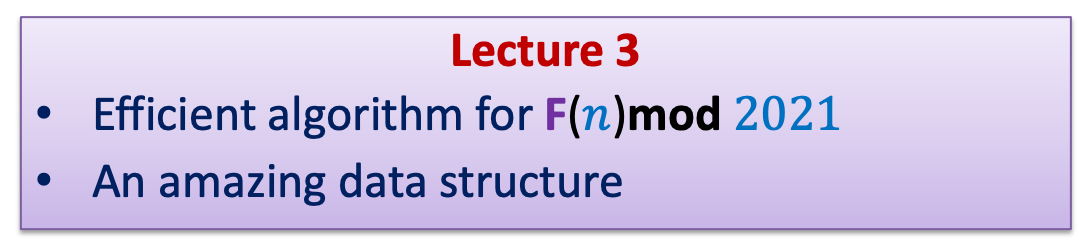 Lecture 3
• Efficient algorithm for F(n)mod 2021
• An amazing data structure